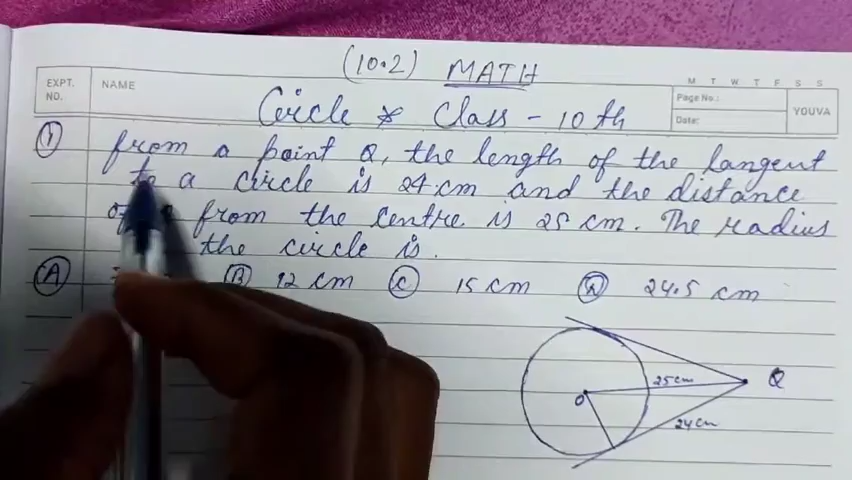 (10.2) MATH
EXPT. NO.
NAME
M T W T F S S
Page No.:
Date:
YOUVA
Circle * Class - 10 th
(1) from a point Q, the length of the tangent
to a circle is 24 cm and the distance
of from the centre is 25 cm. The radius
the circle is.
(A) (B) 12 cm (C) 15 cm 24.5 cm
25cm
Q
O
24cm